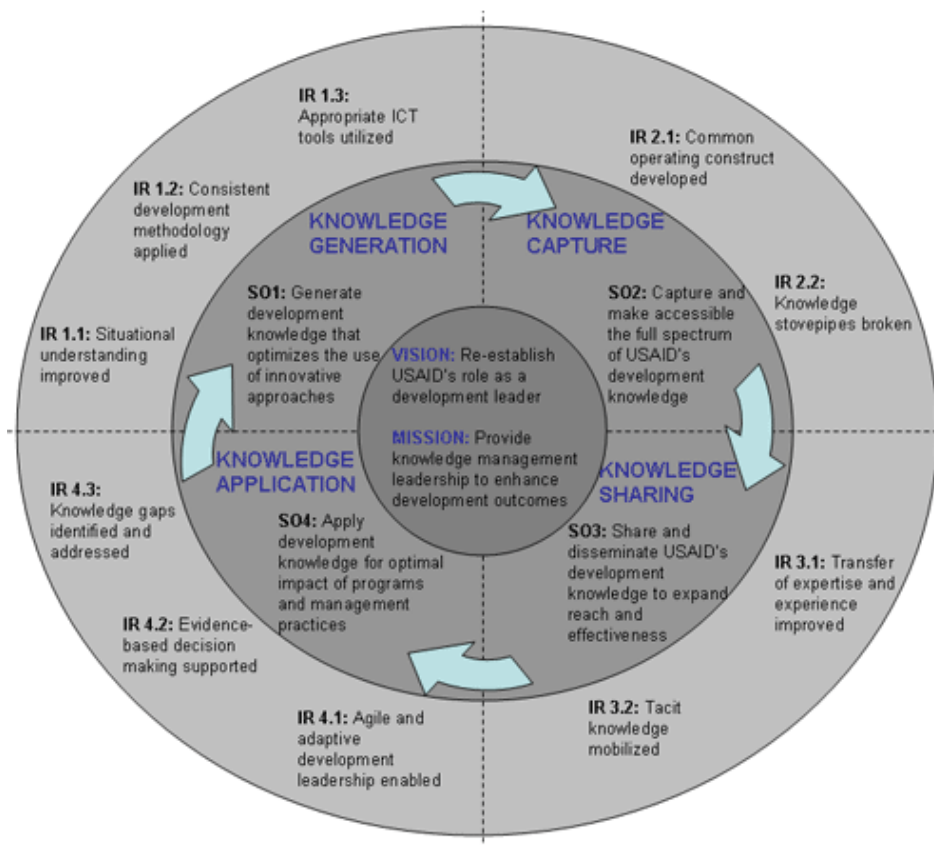 IR 1.3:
Appropriate ICT
tools utilized
IR 2.1: Common
operating construct
developed
IR 1.2: Consistent
development
methodology
applied
KNOWLEDGE
GENERATION
KNOWLEDGE
CAPTURE
IR 1.1: Situational
understanding
improved
SO1: Generate
development
knowledge that
optimizes the use
of innovative
approaches
SO2: Capture and
make accessible
the full spectrum
of USAID's
development
knowledge
IR 2.2:
Knowledge
stovepipes broken
VISION: Re-establish
USAID's role as a
development leader
MISSION: Provide
knowledge management
leadership to enhance
development outcomes
KNOWLEDGE
APPLICATION
KNOWLEDGE
SHARING
IR 4.3:
Knowledge gaps
identified and
addressed
SO4: Apply
development
knowledge for optimal
impact of programs
and management
practices
SO3: Share and
disseminate USAID's
development
knowledge to expand
reach and
effectiveness
IR 3.1: Transfer
of expertise and
experience
improved
IR 4.2: Evidence-
based decision
making supported
IR 4.1: Agile and
adaptive
development
leadership enabled
IR 3.2: Tacit
knowledge
mobilized